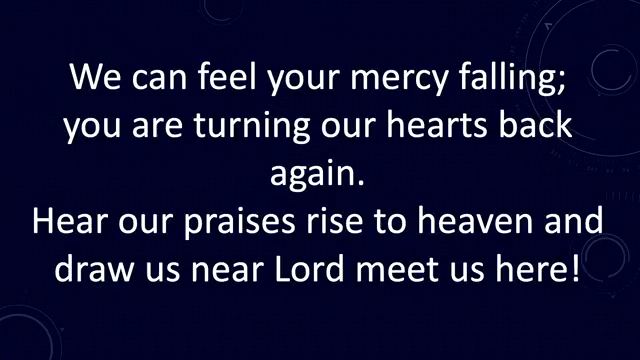 We can feel your mercy falling;
you are turning our hearts back
again.
Hear our praises rise to heaven and
draw us near Lord meet us here!